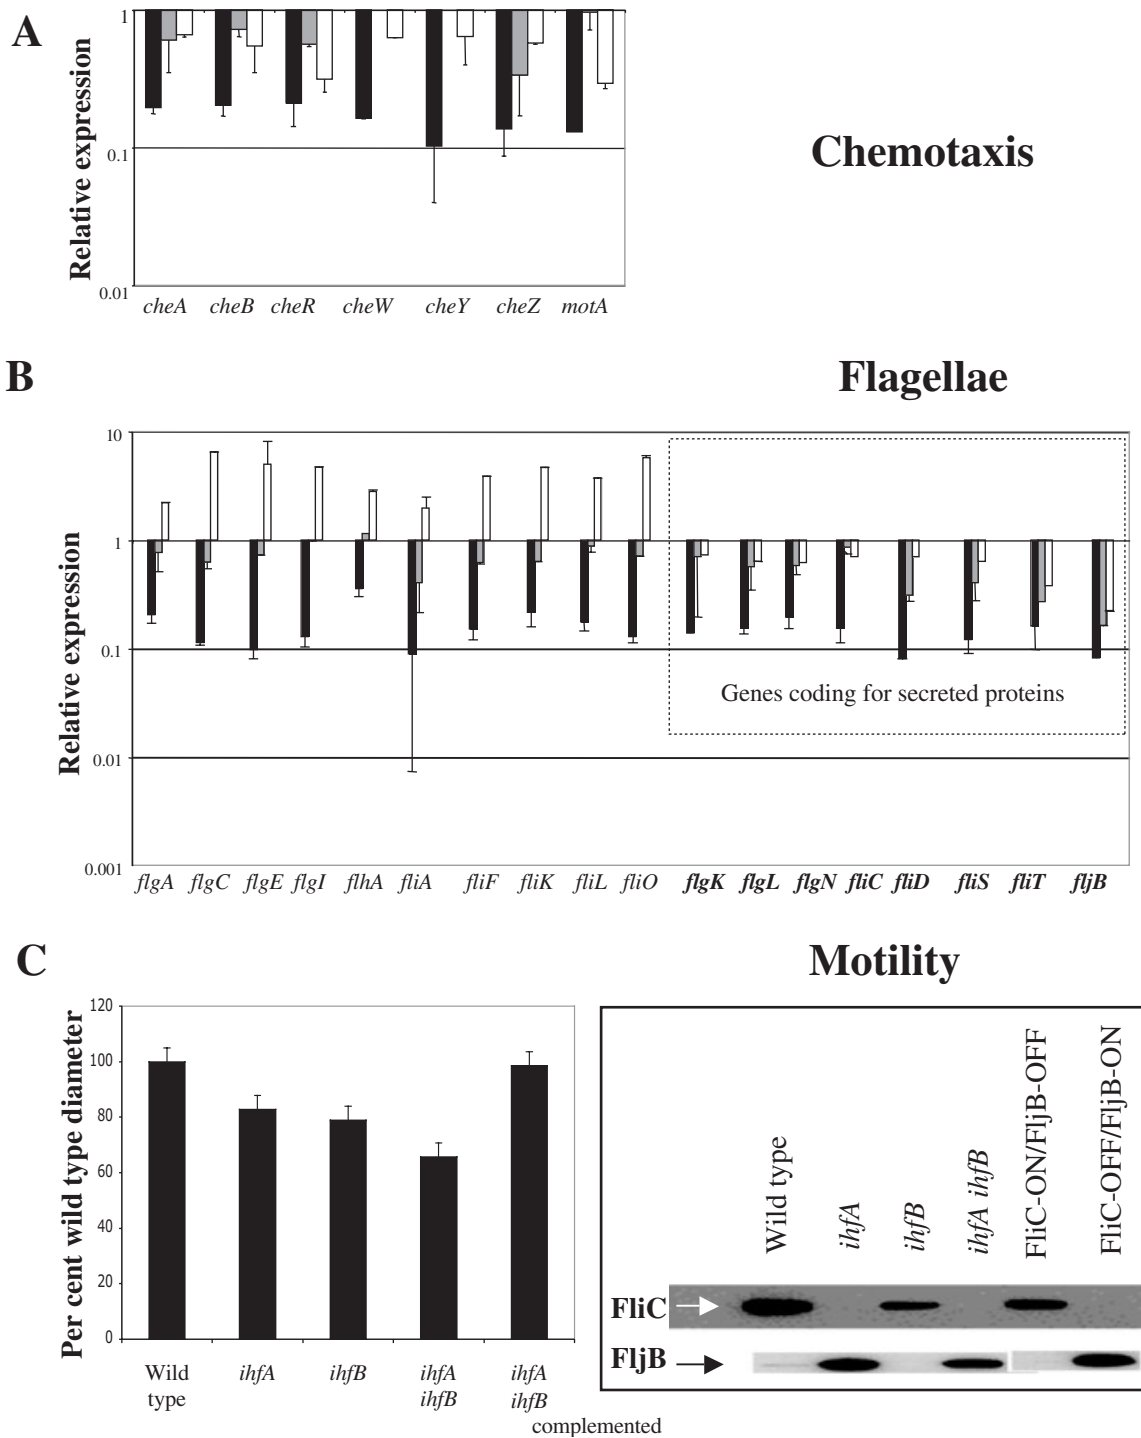 A
Relative expression
1
0.1
0.01
cheA cheB cheR cheW cheY cheZ motA
Chemotaxis
B
Flagellae
Relative expression
10
1
0.1
0.01
0.001
Genes coding for secreted proteins
flgA flgC flgE flgI flhA fliA fliF fliK fliL fliO flgK flgL flgN fliC fliD fliS fliT fljB
C
Motility
Per cent wild type diameter
120
100
80
60
40
20
0
Wild type
ihfA
ihfB
ihfA ihfB
ihfA ihfB complemented
Wild type
ihfA
ihfB
ihfA ihfB
FliC-ON/FljB-OFF
FliC-OFF/FljB-ON
FliC
FljB